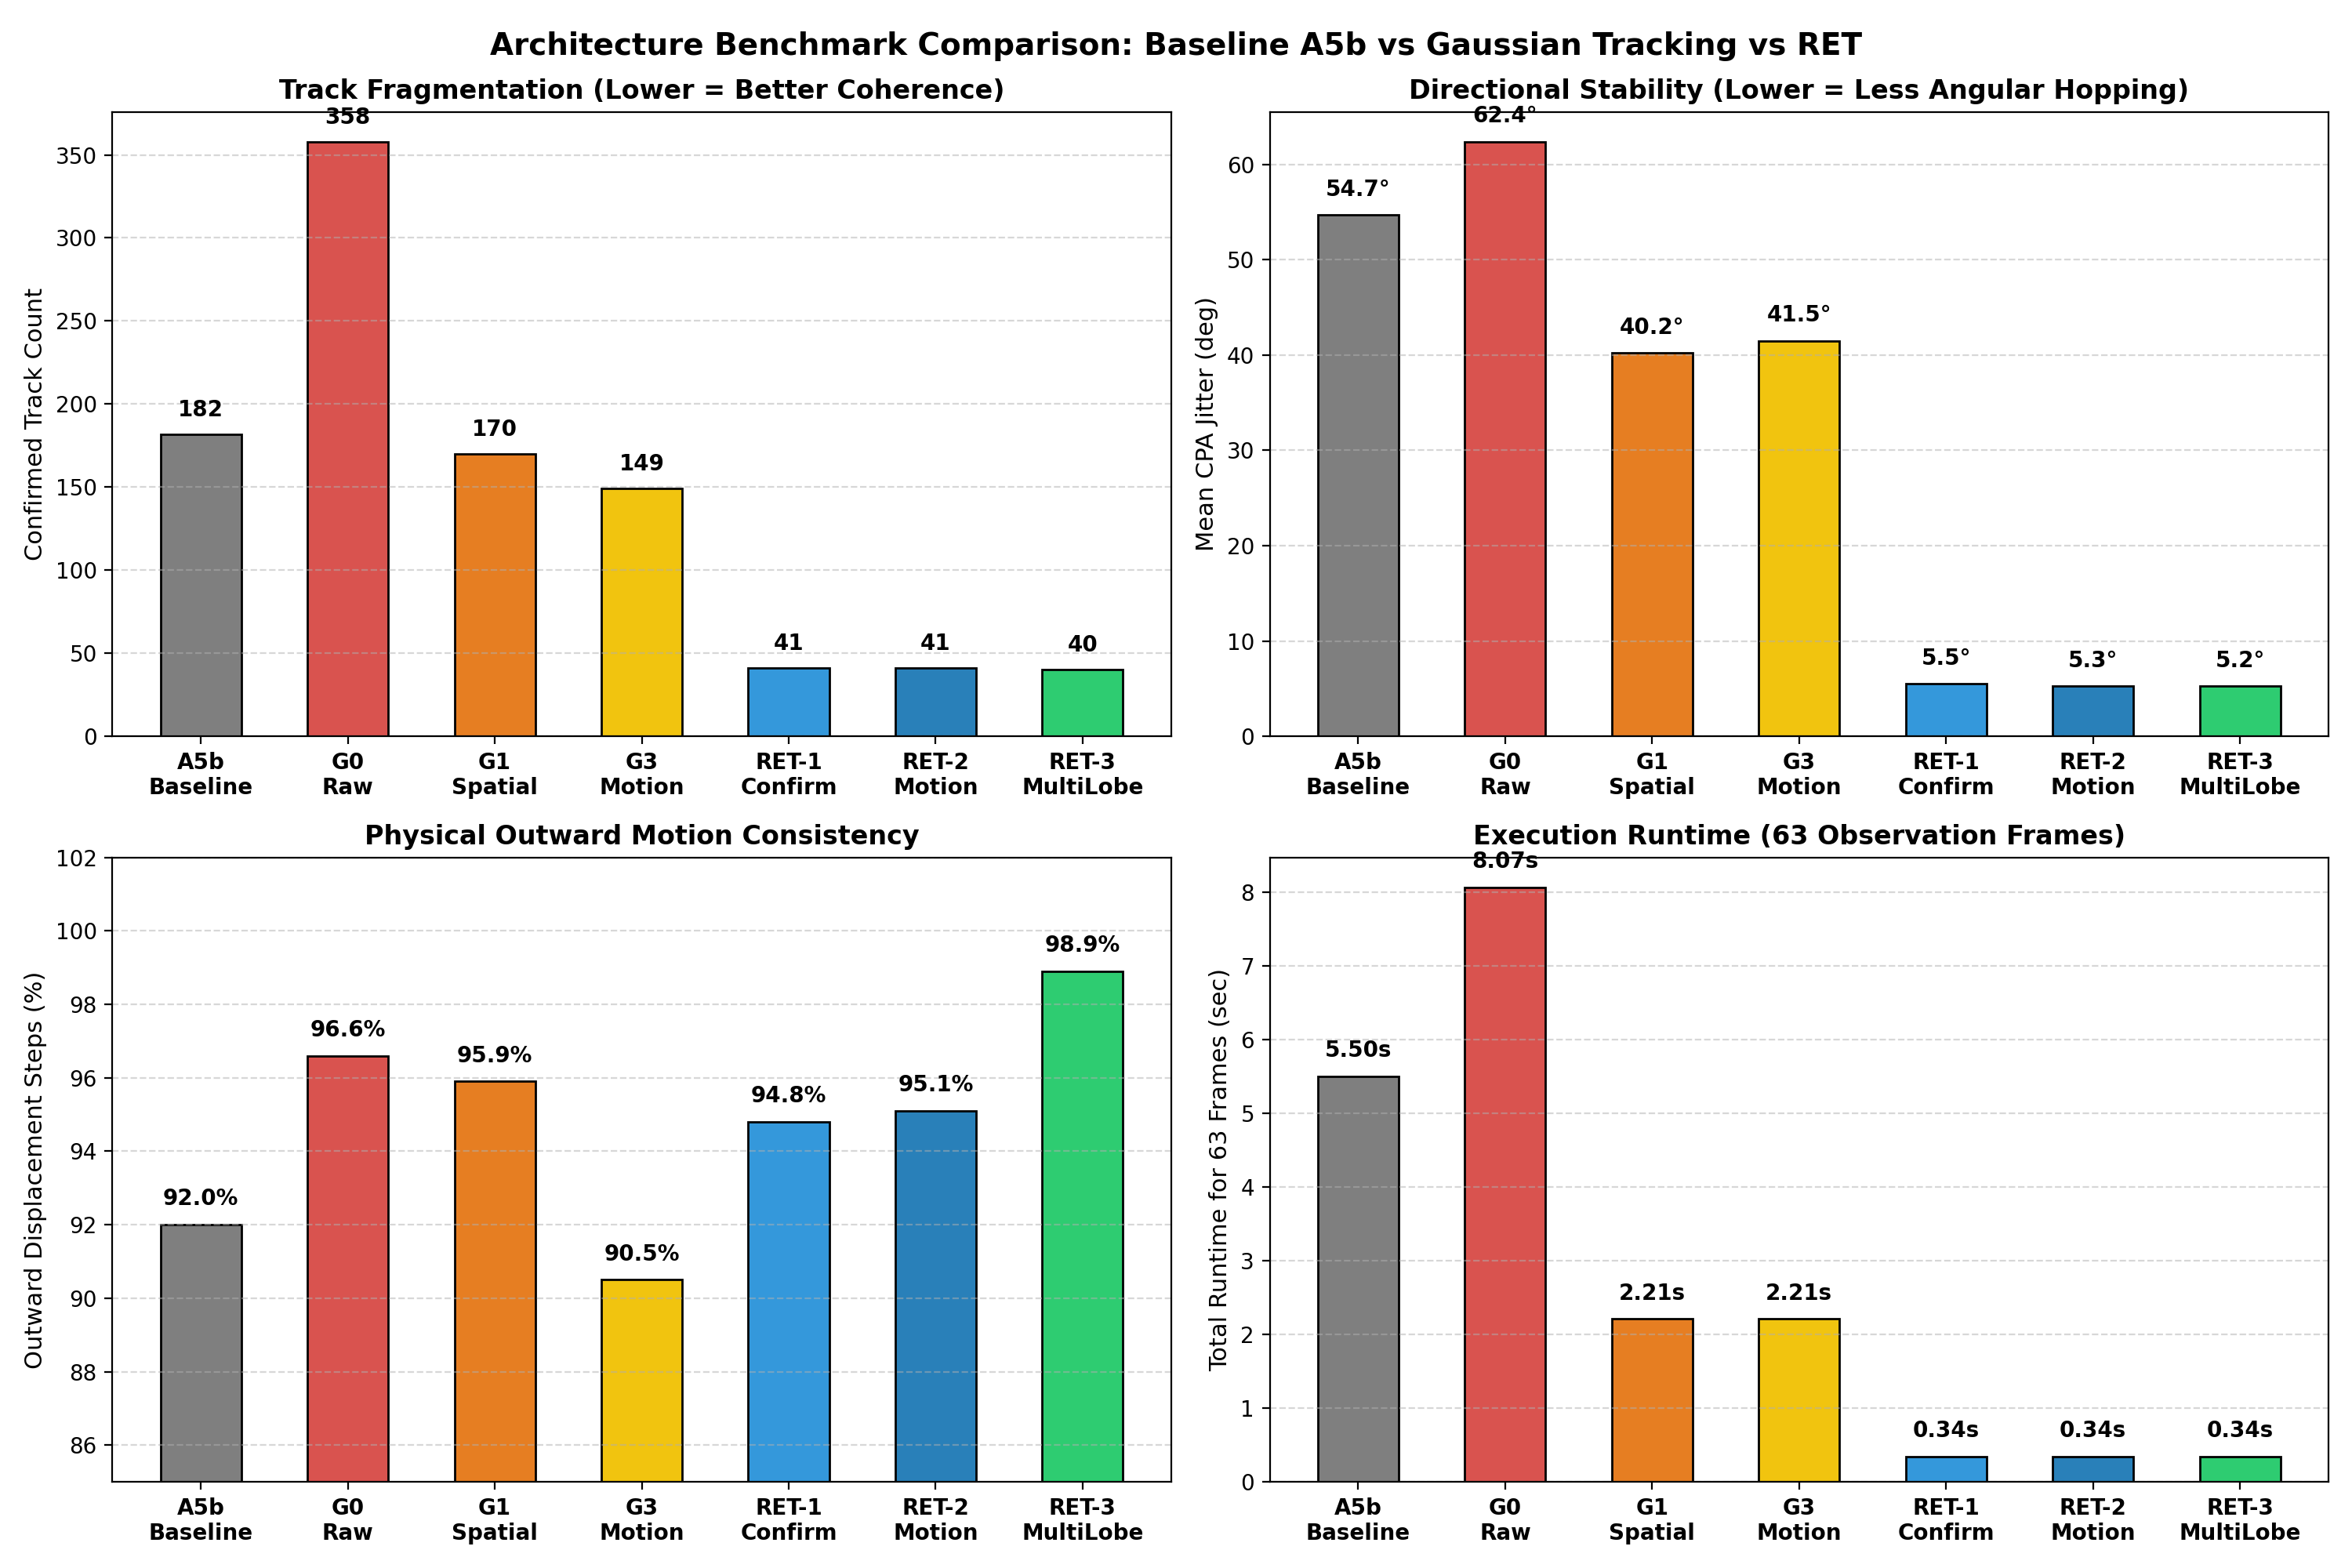 Architecture Benchmark Comparison: Baseline A5b vs Gaussian Tracking vs RET
Track Fragmentation (Lower = Better Coherence)
Confirmed Track Count
350
300
250
200
150
100
50
0
182
358
170
149
41
41
40
A5b
Baseline
G0
Raw
G1
Spatial
G3
Motion
RET-1
Confirm
RET-2
Motion
RET-3
MultiLobe
Directional Stability (Lower = Less Angular Hopping)
Mean CPA Jitter (deg)
60
50
40
30
20
10
0
54.7°
62.4°
40.2°
41.5°
5.5°
5.3°
5.2°
A5b
Baseline
G0
Raw
G1
Spatial
G3
Motion
RET-1
Confirm
RET-2
Motion
RET-3
MultiLobe
Physical Outward Motion Consistency
Outward Displacement Steps (%)
102
100
98
96
94
92
90
88
86
92.0%
96.6%
95.9%
90.5%
94.8%
95.1%
98.9%
A5b
Baseline
G0
Raw
G1
Spatial
G3
Motion
RET-1
Confirm
RET-2
Motion
RET-3
MultiLobe
Execution Runtime (63 Observation Frames)
Total Runtime for 63 Frames (sec)
8
7
6
5
4
3
2
1
0
5.50s
8.07s
2.21s
2.21s
0.34s
0.34s
0.34s
A5b
Baseline
G0
Raw
G1
Spatial
G3
Motion
RET-1
Confirm
RET-2
Motion
RET-3
MultiLobe